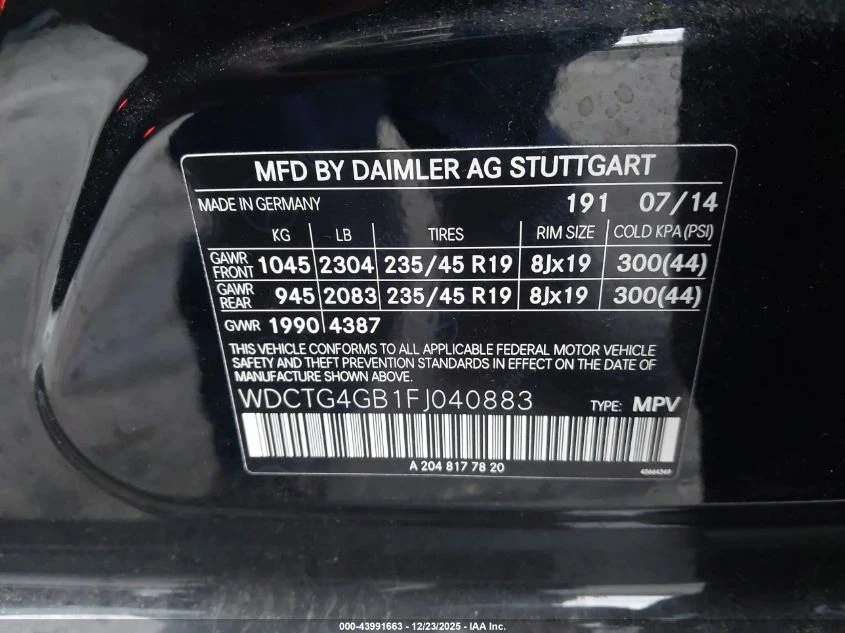 MFD BY DAIMLER AG STUTTGART
MADE IN GERMANY 191 07/14
KG LB TIRES RIM SIZE COLD KPA (PSI)
GAWR FRONT 1045 2304 235/45 R19 8Jx19 300(44)
GAWR REAR 945 2083 235/45 R19 8Jx19 300(44)
GVWR 1990 4387
THIS VEHICLE CONFORMS TO ALL APPLICABLE FEDERAL MOTOR VEHICLE
SAFETY AND THEFT PREVENTION STANDARDS IN EFFECT ON THE DATE OF
MANUFACTURE SHOWN ABOVE.
WDCTG4GB1FJ040883 TYPE: MPV
A 204 817 78 20
000-43991663 - 12/23/2025 - IAA Inc.